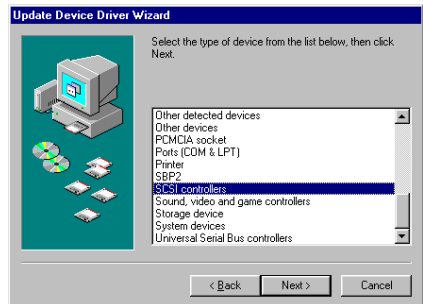 Update Device Driver Wizard
Select the type of device from the list below, then click
Next.
Other detected devices
Other devices
PCMCIA socket
Ports (COM & LPT)
Printer
SBP2
SCSI controllers
Sound, video and game controllers
Storage device
System devices
Universal Serial Bus controllers
< Back
Next >
Cancel